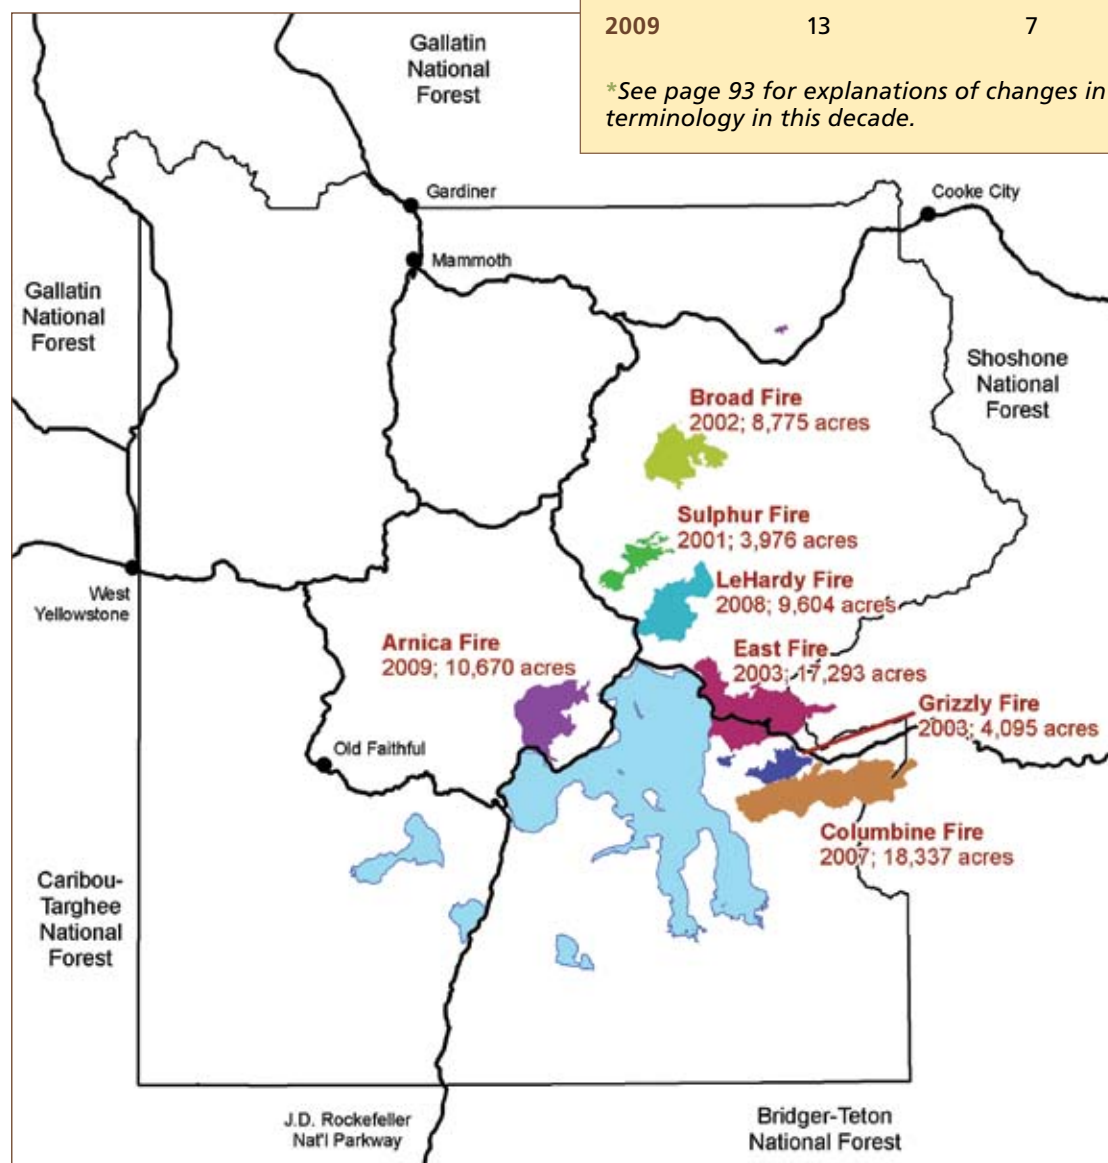 2009 13 7
*See page 93 for explanations of changes in
terminology in this decade.
Gallatin
National
Forest
Gardiner
Cooke City
Mammoth
Gallatin
National
Forest
Shoshone
National
Forest
Broad Fire
2002; 8,775 acres
Sulphur Fire
2001; 3,976 acres
LeHardy Fire
2008; 9,604 acres
West
Yellowstone
Arnica Fire
2009; 10,670 acres
East Fire
2003; 17,293 acres
Grizzly Fire
2003; 4,095 acres
Old Faithful
Columbine Fire
2007; 18,337 acres
Caribou-
Targhee
National
Forest
J.D. Rockefeller
Nat'l Parkway
Bridger-Teton
National Forest